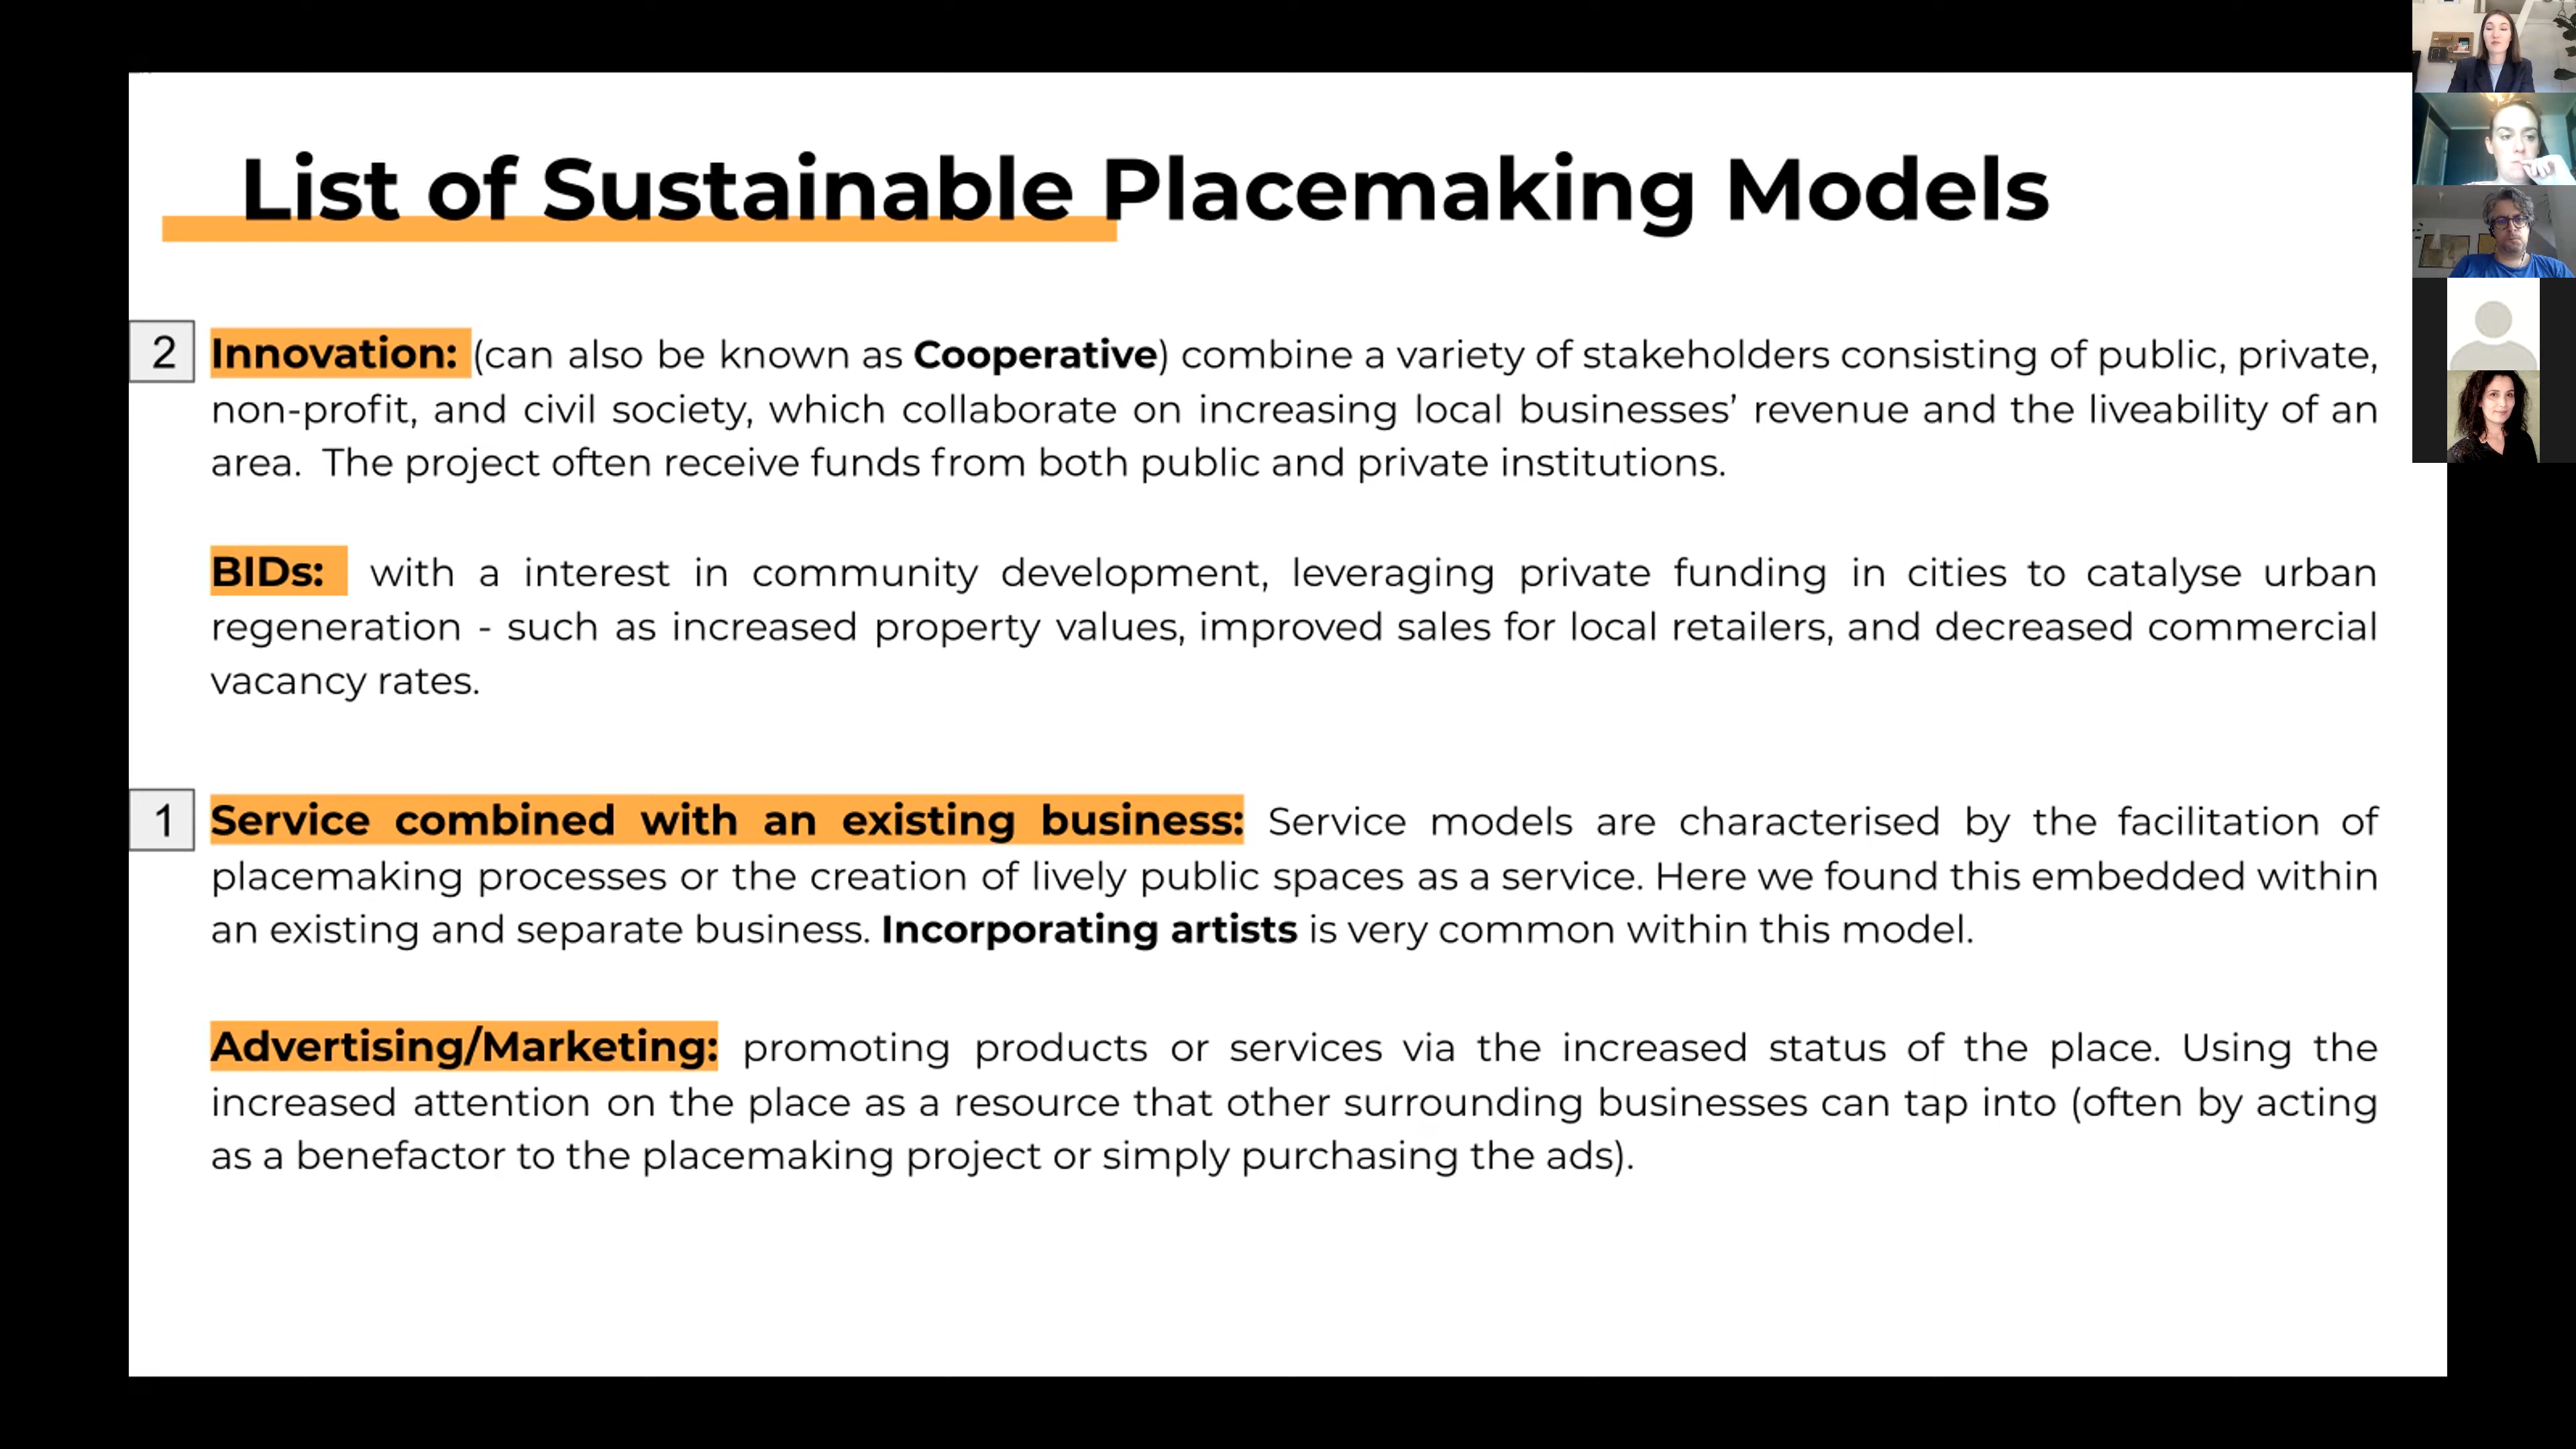 List of Sustainable Placemaking Models
2 Innovation: (can also be known as Cooperative) combine a variety of stakeholders consisting of public, private,
non-profit, and civil society, which collaborate on increasing local businesses’ revenue and the liveability of an
area. The project often receive funds from both public and private institutions.
BIDs: with a interest in community development, leveraging private funding in cities to catalyse urban
regeneration - such as increased property values, improved sales for local retailers, and decreased commercial
vacancy rates.
1 Service combined with an existing business: Service models are characterised by the facilitation of
placemaking processes or the creation of lively public spaces as a service. Here we found this embedded within
an existing and separate business. Incorporating artists is very common within this model.
Advertising/Marketing: promoting products or services via the increased status of the place. Using the
increased attention on the place as a resource that other surrounding businesses can tap into (often by acting
as a benefactor to the placemaking project or simply purchasing the ads).